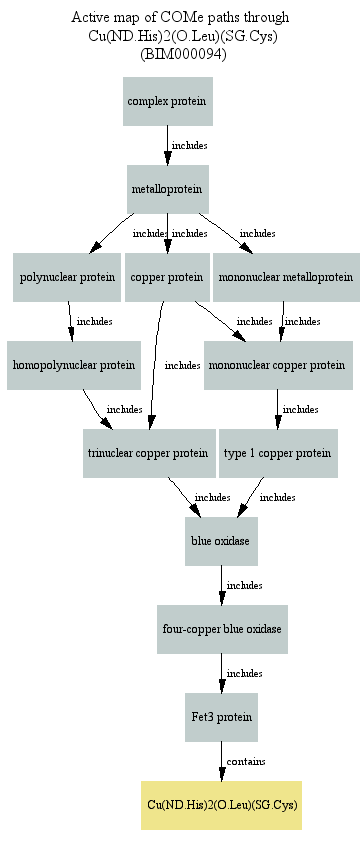 Active map of COMe paths through
Cu(ND.His)2(O.Leu)(SG.Cys)
(BIM000094)
complex protein
includes
metalloprotein
includes includes includes
polynuclear protein copper protein mononuclear metalloprotein
includes includes includes
homopolynuclear protein mononuclear copper protein
includes
includes includes
trinuclear copper protein type 1 copper protein
includes includes
blue oxidase
includes
four-copper blue oxidase
includes
Fet3 protein
contains
Cu(ND.His)2(O.Leu)(SG.Cys)